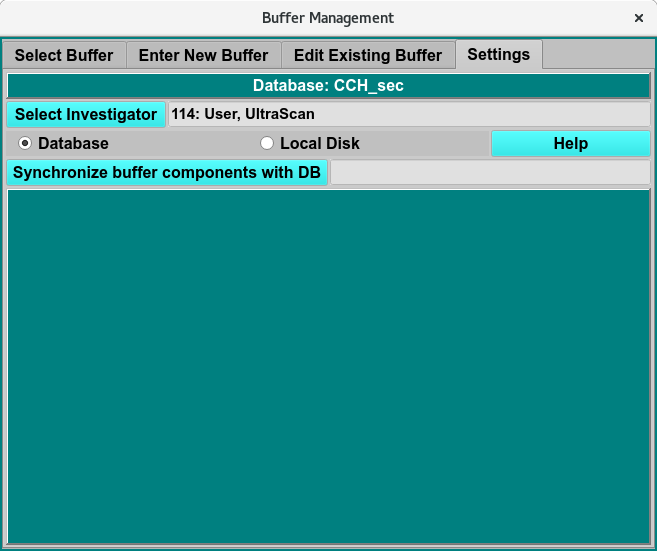 Buffer Management ×
Select Buffer Enter New Buffer Edit Existing Buffer Settings
Database: CCH_sec
Select Investigator 114: User, UltraScan
Database Local Disk Help
Synchronize buffer components with DB